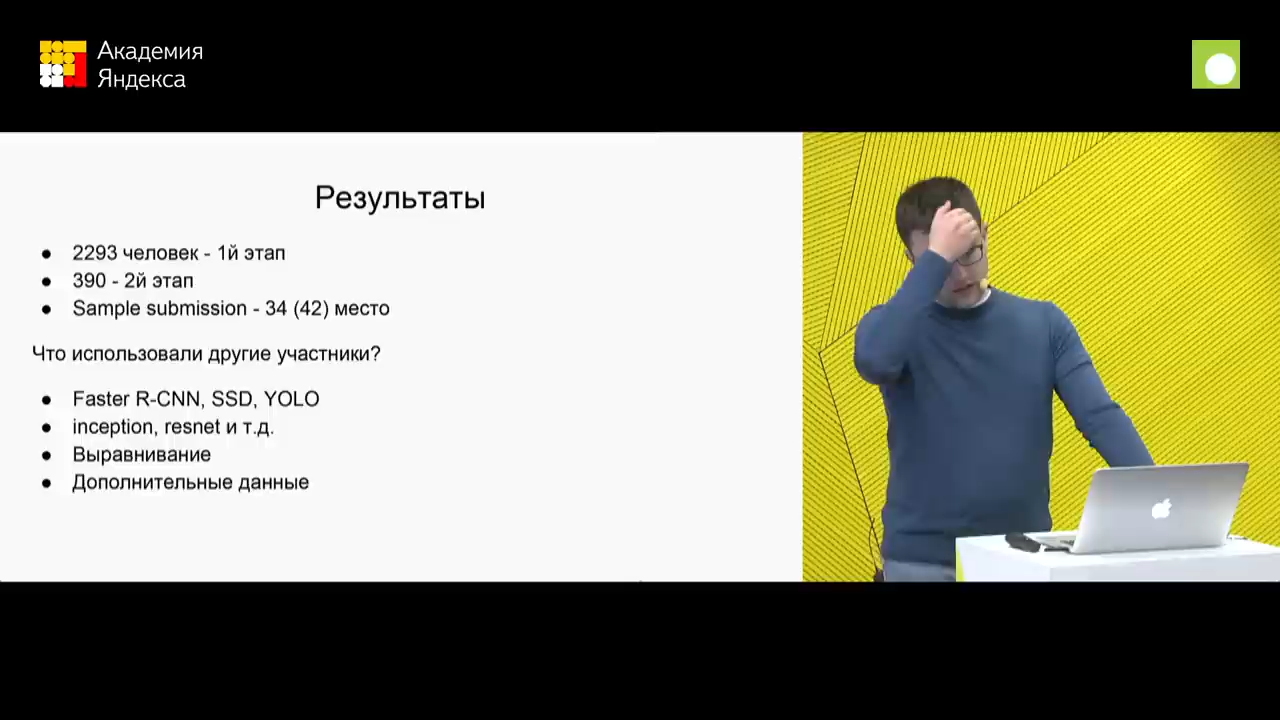 Академия
Яндекса
Результаты
● 2293 человек - 1й этап
● 390 - 2й этап
● Sample submission - 34 (42) место
Что использовали другие участники?
● Faster R-CNN, SSD, YOLO
● inception, resnet и т.д.
● Выравнивание
● Дополнительные данные